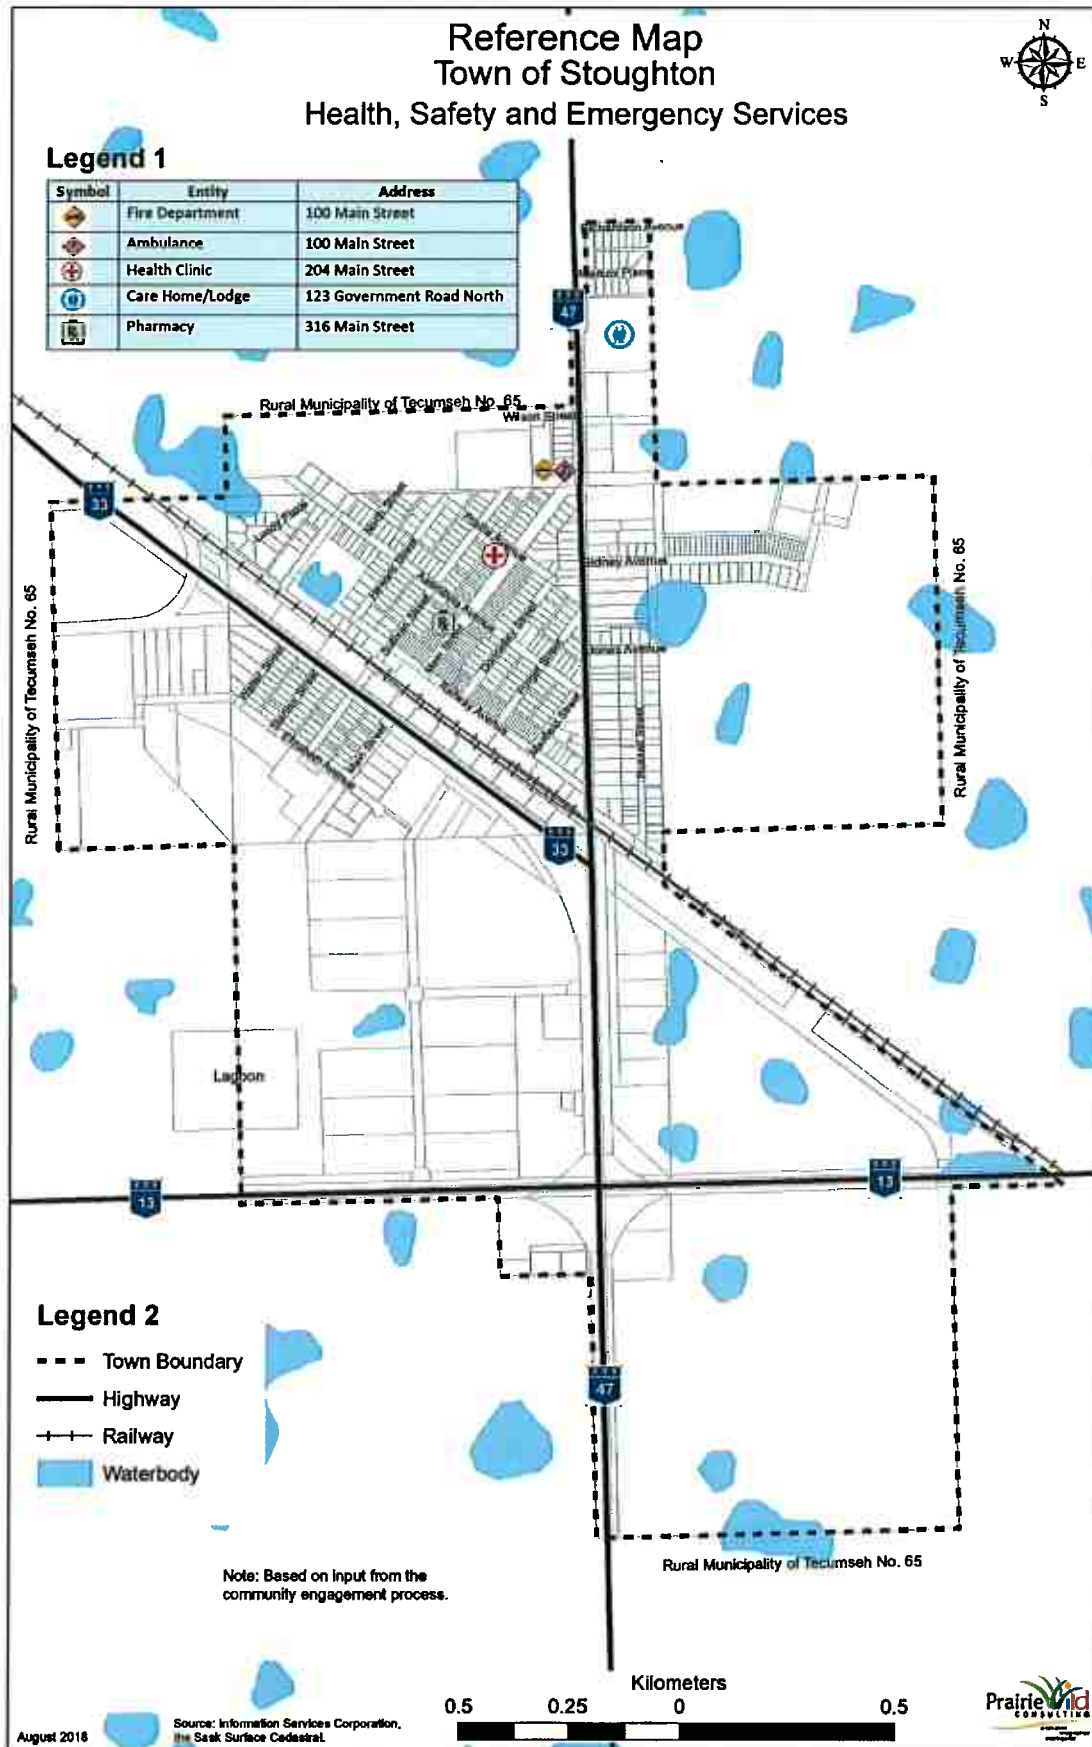 Reference Map
Town of Stoughton
Health, Safety and Emergency Services
N
W E
S
Legend 1
Symbol Entity Address
Fire Department 100 Main Street
Ambulance 100 Main Street
Health Clinic 204 Main Street
Care Home/Lodge 123 Government Road North
Pharmacy 316 Main Street
47
Rural Municipality of Tecumseh No. 65
Wilson Street
33
Sidney Avenue
Rural Municipality of Tecumseh No. 65
Rural Municipality of Tecumseh No. 65
Jones Avenue
33
Lagoon
13
13
47
Legend 2
Town Boundary
Highway
Railway
Waterbody
Rural Municipality of Tecumseh No. 65
Note: Based on input from the
community engagement process.
Kilometers
0.5 0.25 0 0.5
August 2018
Source: Information Services Corporation,
the Sask Surface Cadastral.
Prairie Wild
CONSULTING